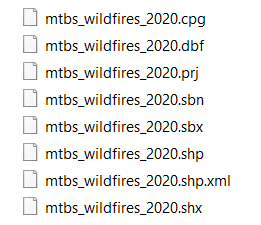 mtbs_wildfires_2020.cpg
mtbs_wildfires_2020.dbf
mtbs_wildfires_2020.prj
mtbs_wildfires_2020.sbn
mtbs_wildfires_2020.sbx
mtbs_wildfires_2020.shp
mtbs_wildfires_2020.shp.xml
mtbs_wildfires_2020.shx